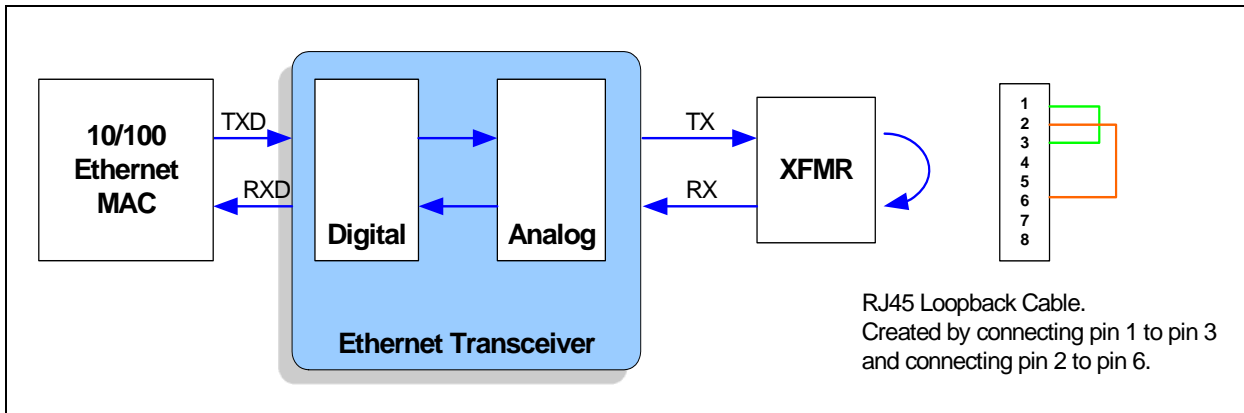 10/100
Ethernet
MAC
TXD
RXD
Digital
Analog
Ethernet Transceiver
TX
RX
XFMR
1
2
3
4
5
6
7
8
RJ45 Loopback Cable.
Created by connecting pin 1 to pin 3
and connecting pin 2 to pin 6.